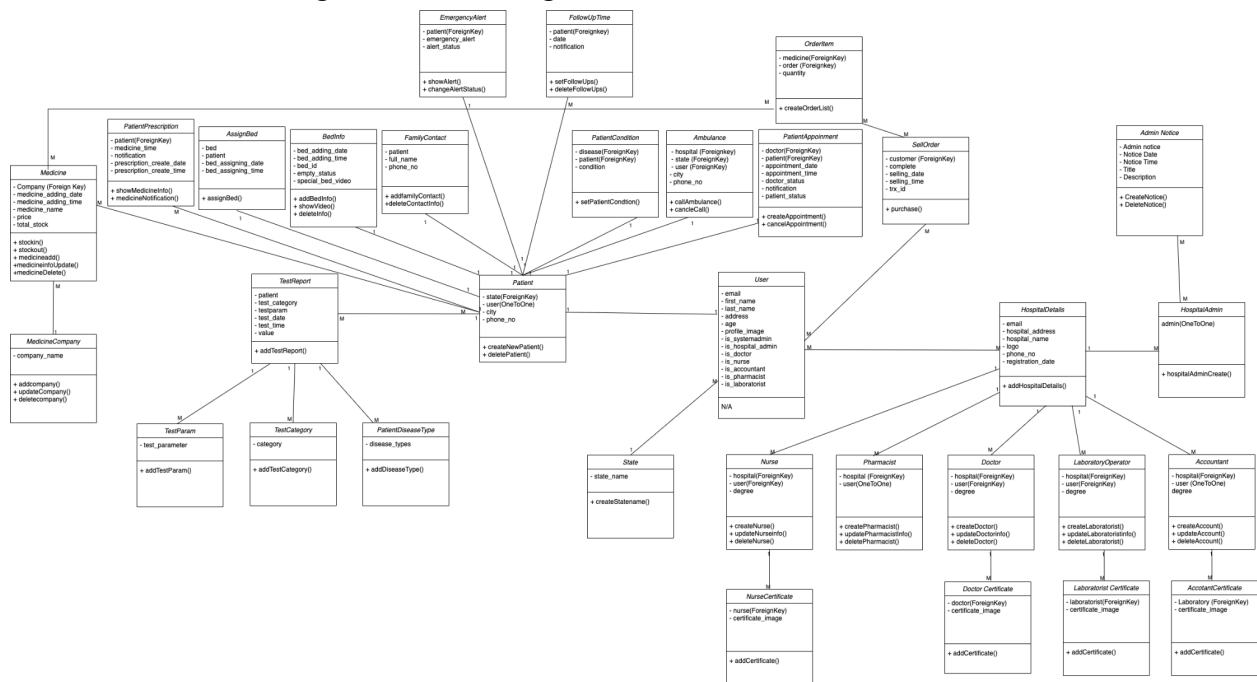 EmergencyAlert
- patient(ForeignKey)
- emergency_alert
- alert_status
+ showAlert()
+ changeAlertStatus()
FollowUpTime
- patient(Foreignkey)
- date
- notification
+ setFollowUps()
+ deleteFollowUps()
OrderItem
- medicine(ForeignKey)
- order (Foreignkey)
- quantity
+ createOrderList()
PatientPrescription
- patient(ForeignKey)
- medicine_time
- notification
- prescription_create_date
- prescription_create_time
+ showMedicineInfo()
+ medicineNotification()
AssignBed
- bed
- patient
- bed_assigning_date
- bed_assigning_time
+ assignBed()
BedInfo
- bed_adding_date
- bed_adding_time
- bed_id
- empty_status
- special_bed_video
+ addBedInfo()
+ showVideo()
+ deleteInfo()
FamilyContact
- patient
- full_name
- phone_no
+ addfamilyContact()
+deleteContactInfo()
PatientCondition
- disease(ForeignKey)
- patient(ForeignKey)
- condition
+ setPatientCondtion()
Ambulance
- hospital (ForeignKey)
- state (ForeignKey)
- user (ForeignKey)
- city
- phone_no
+ callAmbulance()
+ cancleCall()
PatientAppoinment
- doctor(ForeignKey)
- patient(ForeignKey)
- appointment_date
- appointment_time
- doctor_status
- notification
- patient_status
+ createAppointment()
+ cancelAppointment()
SellOrder
- customer (ForeignKey)
- complete
- selling_date
- selling_time
- trx_id
+ purchase()
Admin Notice
- Admin notice
- Notice Date
- Notice Time
- Title
- Description
+ CreateNotice()
+ DeleteNotice()
Medicine
- Company (Foreign Key)
- medicine_adding_date
- medicine_adding_time
- medicine_name
- price
- total_stock
+ stockin()
+ stockout()
+ medicineadd()
+medicineinfoUpdate()
+medicineDelete()
TestReport
- patient
- test_category
- testparam
- test_date
- test_time
- value
+ addTestReport()
Patient
- state(ForeignKey)
- user(OneToOne)
- city
- phone_no
+ createNewPatient()
+ deletePatient()
User
- email
- first_name
- last_name
- address
- age
- profile_image
- is_systemadmin
- is_hospital_admin
- is_doctor
- is_nurse
- is_accountant
- is_pharmacist
- is_laboratorist
N/A
HospitalDetails
- email
- hospital_address
- hospital_name
- logo
- phone_no
- registration_date
+ addHospitalDetails()
HospitalAdmin
admin(OneToOne)
+ hospitalAdminCreate()
MedicineCompany
- company_name
+ addcompany()
+ updateCompany()
+ deletecompany()
TestParam
- test_parameter
+ addTestParam()
TestCategory
- category
+ addTestCategory()
PatientDiseaseType
- disease_types
+ addDiseaseType()
State
- state_name
+ createStatename()
Nurse
- hospital(ForeignKey)
- user(ForeignKey)
- degree
+ createNurse()
+ updateNurseinfo()
+ deleteNurse()
Pharmacist
- hospital (ForeignKey)
- user(OneToOne)
+ createPharmacist()
+ updatePharmacistInfo()
+ deletePharmacist()
Doctor
- hospital(ForeignKey)
- user(ForeignKey)
- degree
+ createDoctor()
+ updateDoctorinfo()
+ deleteDoctor()
LaboratoryOperator
- hospital(ForeignKey)
- user(ForeignKey)
- degree
+ createLaboratorist()
+ updateLaboratoristinfo()
+ deleteLaboratorist()
Accountant
- hospital(ForeignKey)
- user (OneToOne)
degree
+ createAccount()
+ updateAccount()
+ deleteAccount()
NurseCertificate
- nurse(ForeignKey)
- certificate_image
+ addCertificate()
Doctor Certificate
- doctor(ForeignKey)
- certificate_image
+ addCertificate()
Laboratorist Certificate
- laboratorist(ForeignKey)
- certificate_image
+ addCertificate()
AccotantCertificate
- Laboratory (ForeignKey)
- certificate_image
+ addCertificate()